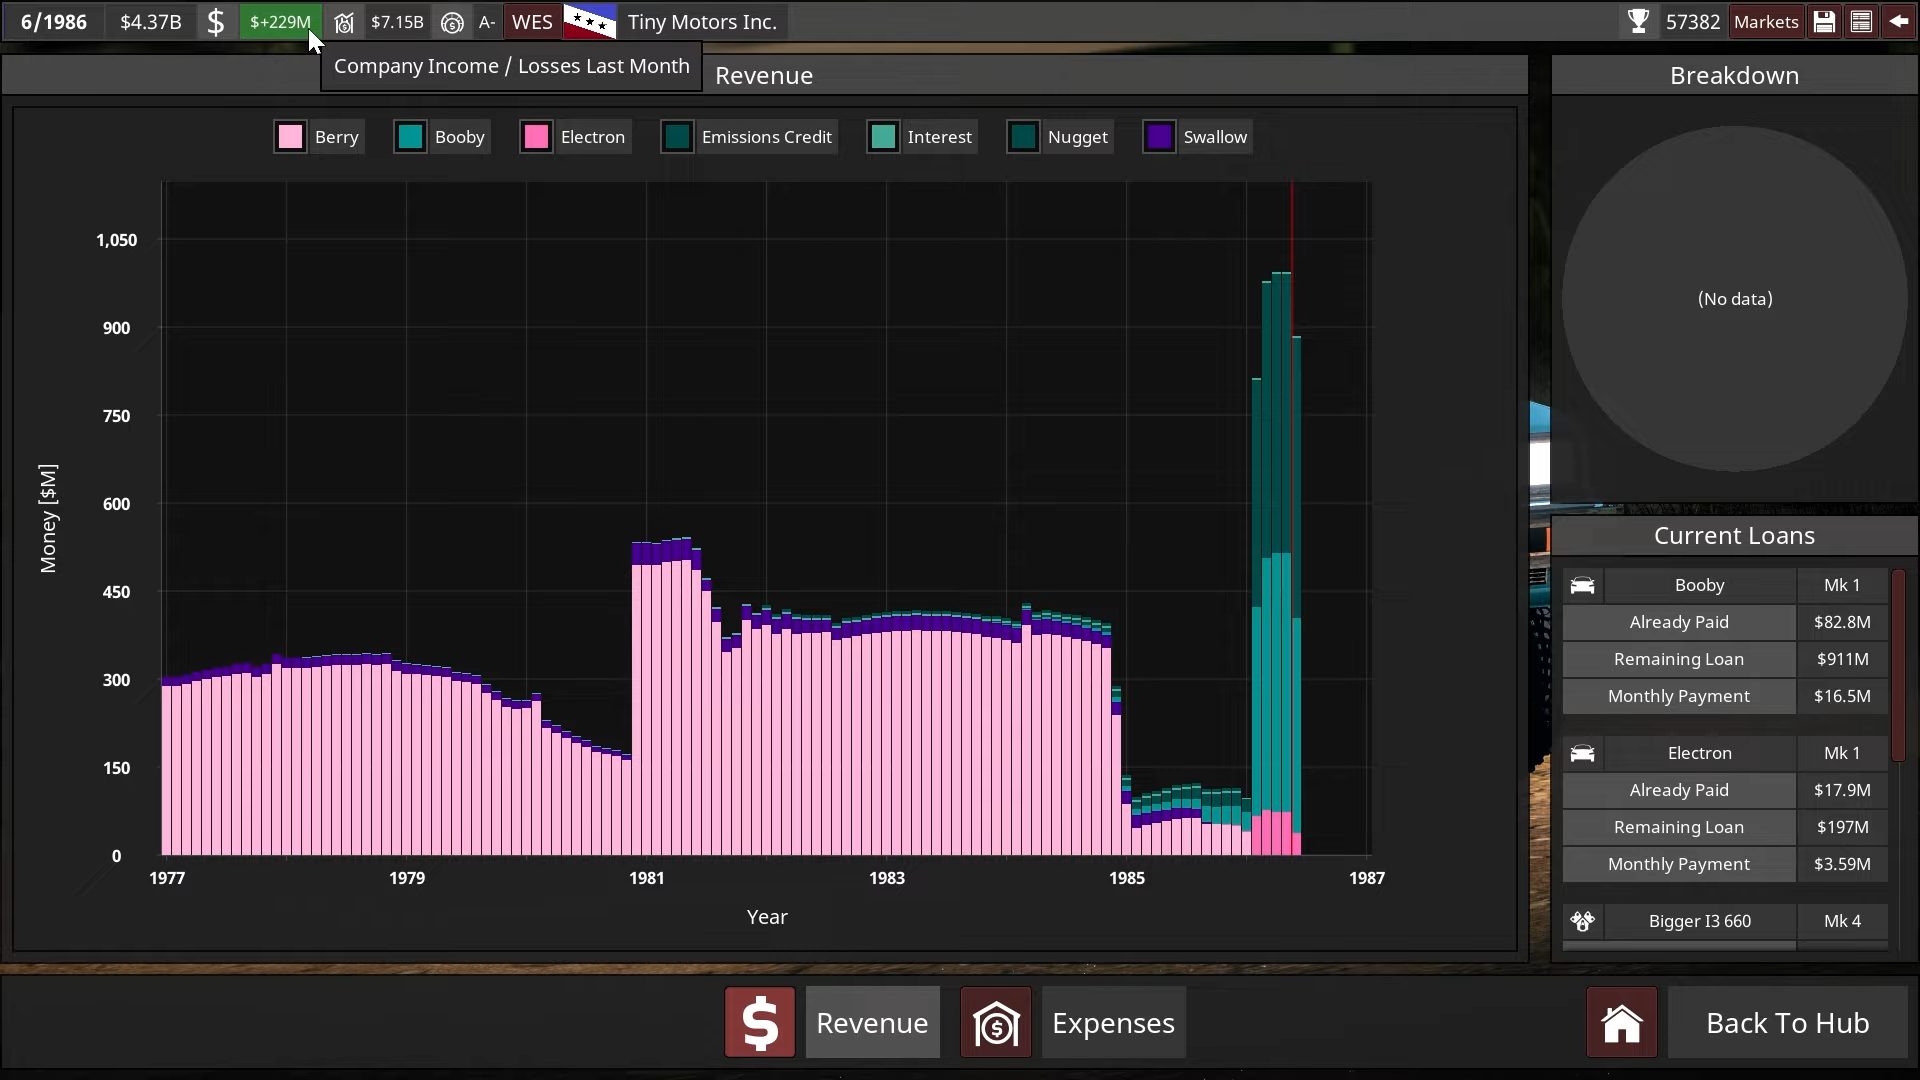 6/1986 $4.37B $+229M $7.15B A- WES Tiny Motors Inc. 57382 Markets
Company Income / Losses Last Month
Revenue
Berry Booby Electron Emissions Credit Interest Nugget Swallow
1,050
900
750
600
450
300
150
0
Money [$M]
1977 1979 1981 1983 1985 1987
Year
Breakdown
(No data)
Current Loans
Booby Mk 1
Already Paid $82.8M
Remaining Loan $911M
Monthly Payment $16.5M
Electron Mk 1
Already Paid $17.9M
Remaining Loan $197M
Monthly Payment $3.59M
Bigger I3 660 Mk 4
Revenue Expenses Back To Hub